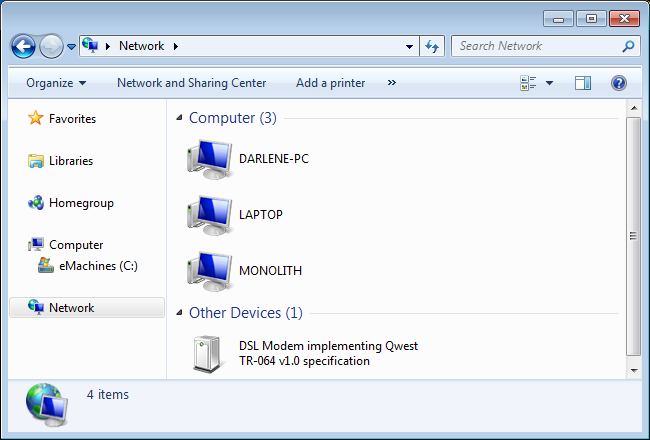 Network
Search Network
Organize
Network and Sharing Center
Add a printer
»
Favorites
Libraries
Homegroup
Computer
eMachines (C:)
Network
Computer (3)
DARLENE-PC
LAPTOP
MONOLITH
Other Devices (1)
DSL Modem implementing Qwest
TR-064 v1.0 specification
4 items